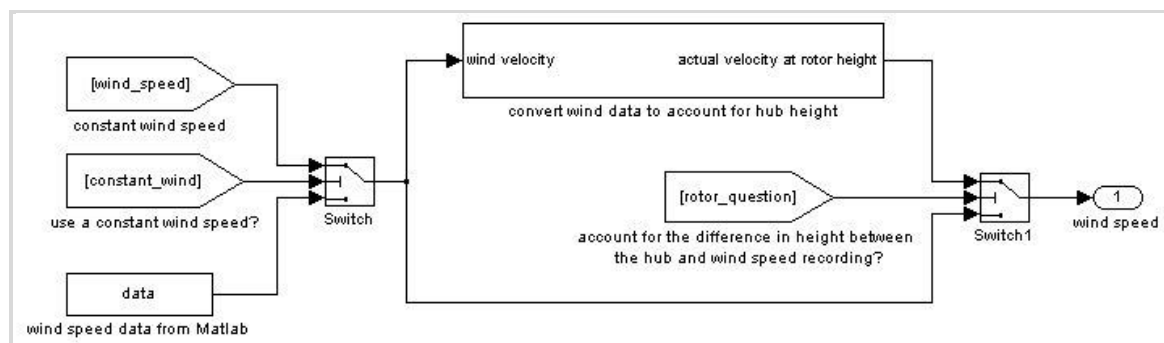 wind velocity
actual velocity at rotor height
convert wind data to account for hub height
[wind_speed]
constant wind speed
[constant_wind]
use a constant wind speed?
Switch
data
wind speed data from Matlab
[rotor_question]
account for the difference in height between
the hub and wind speed recording?
Switch1
1
wind speed